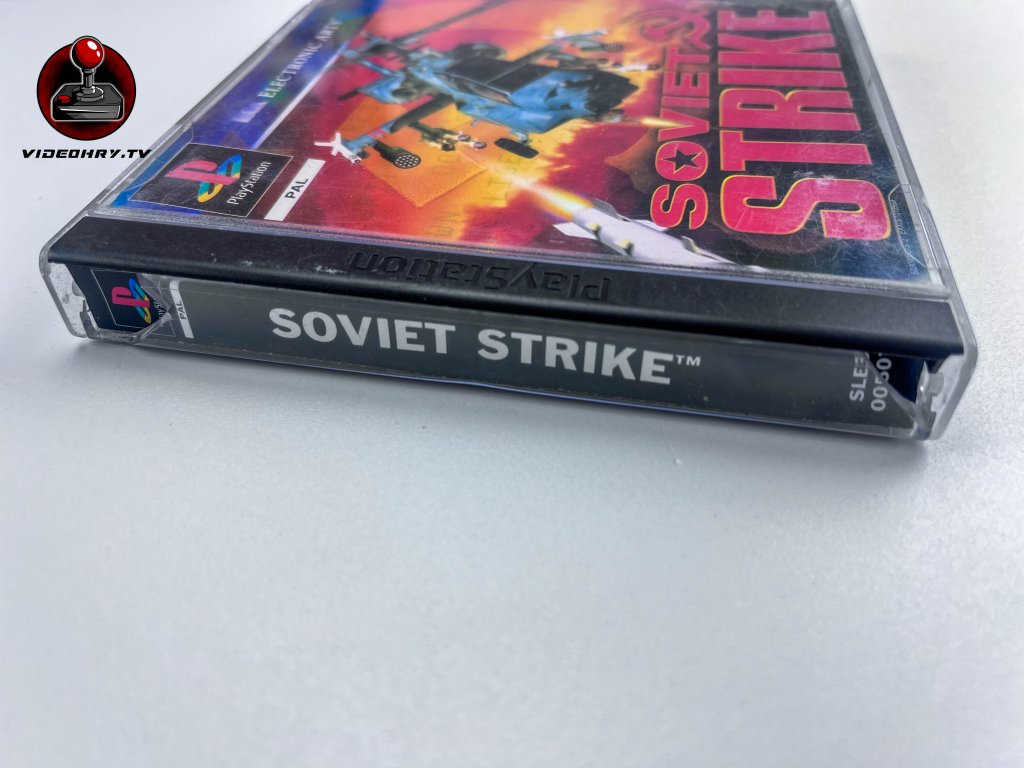 VIDEOHRY.TV
ELECTRONIC ARTS
SOVIET
STRIKE
PlayStation
PAL
PlayStation
PAL
SOVIET STRIKE™